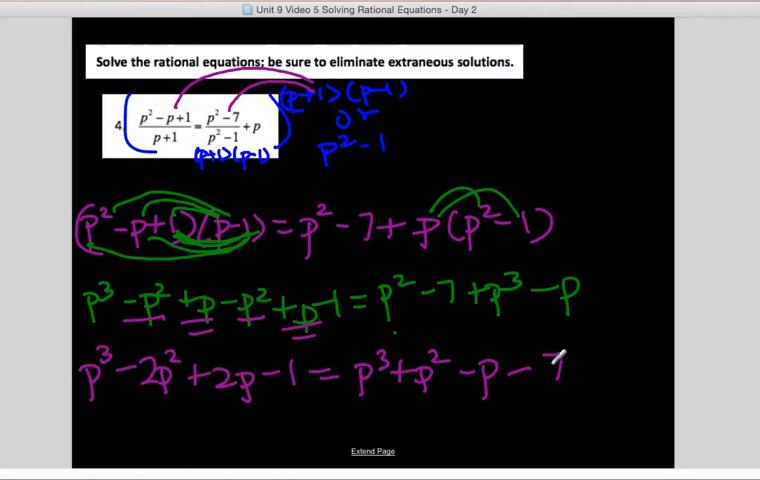 Unit 9 Video 5 Solving Rational Equations - Day 2
Solve the rational equations; be sure to eliminate extraneous solutions.
4. (p² − p + 1)/(p + 1) = (p² − 7)/(p² − 1) + p
(p+1)(p-1)
(p+1)(p-1)
or
p² - 1
(p² - p + 1)(p - 1) = p² - 7 + p(p² - 1)
p³ - p² + p - p² + p - 1 = p² - 7 + p³ - p
p³ - 2p² + 2p - 1 = p³ + p² - p - 7
Extend Page